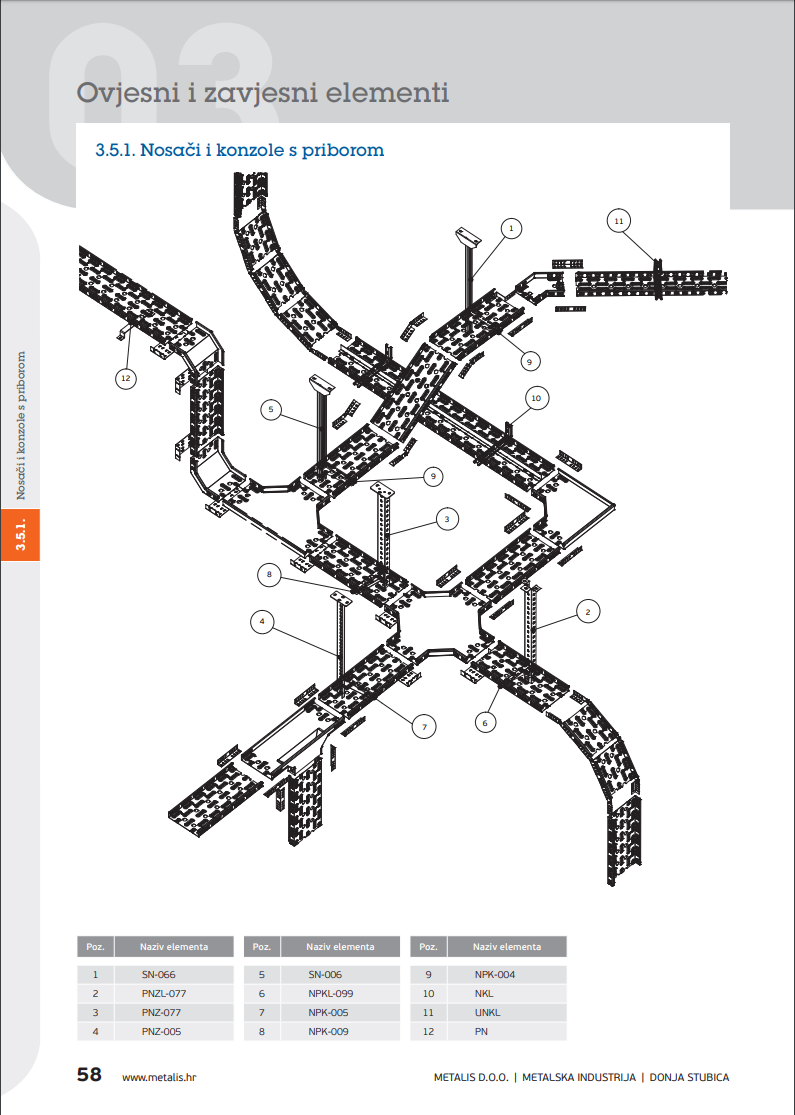 03
Ovjesni i zavjesni elementi
3.5.1. Nosači i konzole s priborom
1
11
9
12
10
5
9
3
8
2
4
6
7
Nosači i konzole s priborom
3.5.1.
Poz. Naziv elementa
1 SN-066
2 PNZL-077
3 PNZ-077
4 PNZ-005
Poz. Naziv elementa
5 SN-006
6 NPKL-099
7 NPK-005
8 NPK-009
Poz. Naziv elementa
9 NPK-004
10 NKL
11 UNKL
12 PN
58 www.metalis.hr
METALIS D.O.O. | METALSKA INDUSTRIJA | DONJA STUBICA